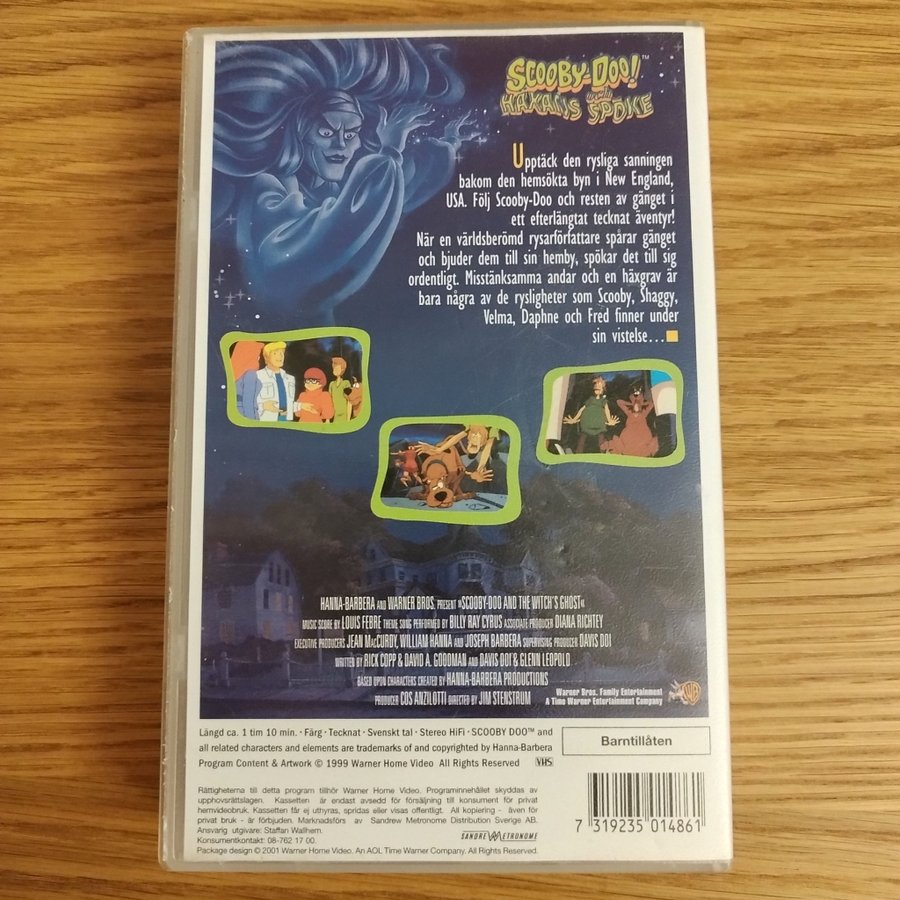 SCOOBY-DOO!™
och
HÄXANS SPÖKE
Upptäck den rysliga sanningen
bakom den hemsökta byn i New England,
USA. Följ Scooby-Doo och resten av gänget i
ett efterlängtat tecknat äventyr!
När en världsberömd rysarförfattare spårar gänget
och bjuder dem till sin hemby, spökar det till sig
ordentligt. Misstänksamma andar och en häxgrav är
bara några av de rysligheter som Scooby, Shaggy,
Velma, Daphne och Fred finner under
sin vistelse...
HANNA-BARBERA AND WARNER BROS. PRESENT »SCOOBY-DOO AND THE WITCH'S GHOST«
MUSIC SCORE BY LOUIS FEBRE THEME SONG PERFORMED BY BILLY RAY CYRUS ASSOCIATE PRODUCER DIANA RICHTEY
EXECUTIVE PRODUCERS JEAN MACCURDY, WILLIAM HANNA AND JOSEPH BARBERA SUPERVISING PRODUCER DAVIS DOI
WRITTEN BY RICK COPP & DAVID A. GOODMAN AND DAVIS DOI & GLENN LEOPOLD
BASED UPON CHARACTERS CREATED BY HANNA-BARBERA PRODUCTIONS
PRODUCER COS ANZILOTTI DIRECTED BY JIM STENSTRUM
Warner Bros. Family Entertainment
A Time Warner Entertainment Company
WB
Längd ca. 1 tim 10 min. · Färg · Tecknat · Svenskt tal · Stereo HiFi · SCOOBY DOO™ and
all related characters and elements are trademarks of and copyrighted by Hanna-Barbera
Program Content & Artwork © 1999 Warner Home Video All Rights Reserved VHS
Barntillåten
Rättigheterna till detta program tillhör Warner Home Video. Programinnehållet skyddas av
upphovsrättslagen. Kassetten är endast avsedd för försäljning till konsument för privat
hemvideobruk. Kassetten får ej uthyras, spridas eller visas offentligt. All kopiering - även för
privat bruk - är förbjuden. Marknadsförs av Sandrew Metronome Distribution Sverige AB.
Ansvarig utgivare: Staffan Wallhem.
Konsumentkontakt: 08-762 17 00.
Package design © 2001 Warner Home Video. An AOL Time Warner Company. All Rights Reserved.
SANDREW METRONOME
7 319235 014861